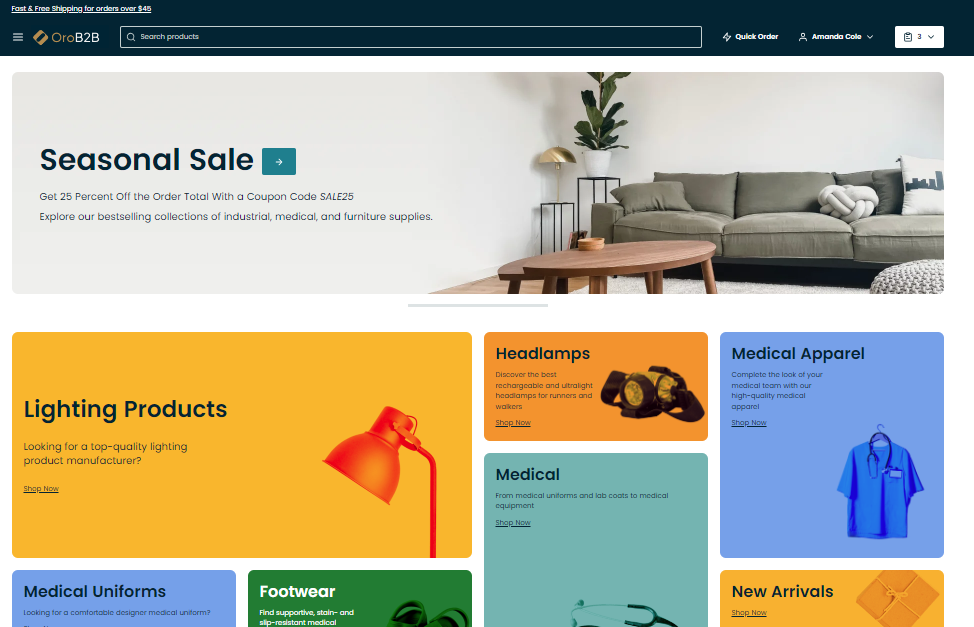 Fast & Free Shipping for orders over $45
OroB2B
Search products
Quick Order
Amanda Cole
3
Seasonal Sale
Get 25 Percent Off the Order Total With a Coupon Code SALE25
Explore our bestselling collections of industrial, medical, and furniture supplies.
Lighting Products
Looking for a top-quality lighting
product manufacturer?
Shop Now
Headlamps
Discover the best
rechargeable and ultralight
headlamps for runners and
walkers
Shop Now
Medical Apparel
Complete the look of your
medical team with our
high-quality medical
apparel
Shop Now
Medical
From medical uniforms and lab coats to medical
equipment
Shop Now
Medical Uniforms
Looking for a comfortable designer medical uniform?
Footwear
Find supportive, stain- and
slip-resistant medical
New Arrivals
Shop Now